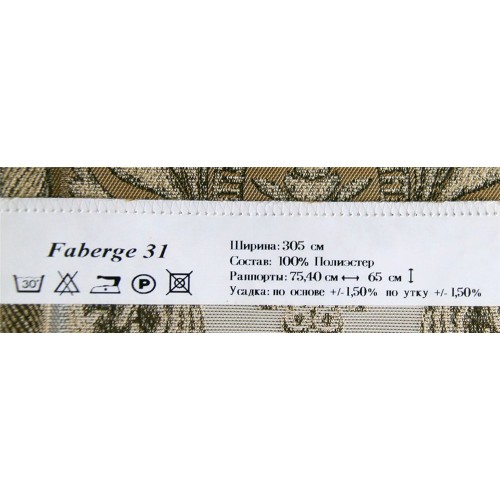 Faberge 31
30°
P
Ширина: 305 см
Состав: 100% Полиэстер
Раппорты: 75,40 см ⟷ 65 см ↕
Усадка: по основе +/-1,50% по утку +/-1,50%